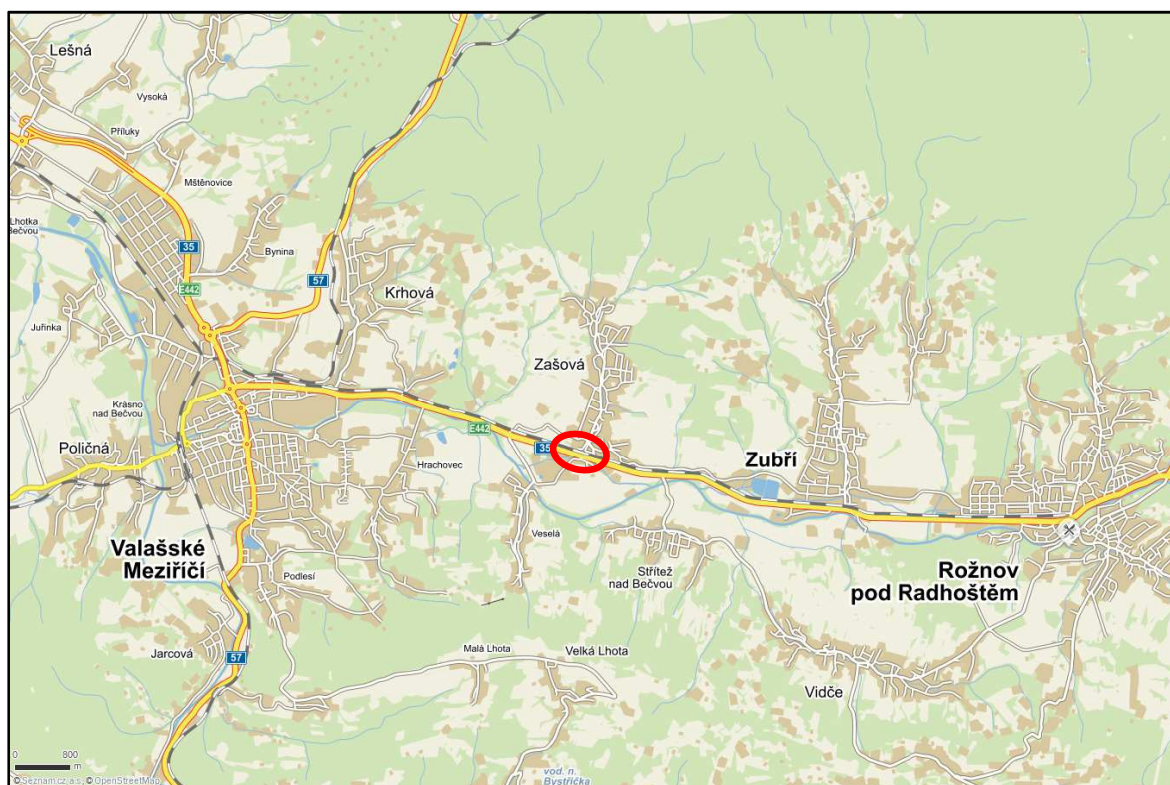 Lešná
Vysoká
Příluky
Mštěnovice
Lhotka
Bečvou
35
Bynina
57
E442
Krhová
Juřinka
Zašová
Krásno
nad Bečvou
Poličná
E442
35
Zubří
Hrachovec
Veselá
Valašské
Meziříčí
Podlesí
Střítež
nad Bečvou
Rožnov
pod Radhoštěm
Jarcová
57
Malá Lhota
Velká Lhota
Vidče
0 800
m
vod. n.
Bystřička
© Seznam.cz, a.s., © OpenStreetMap